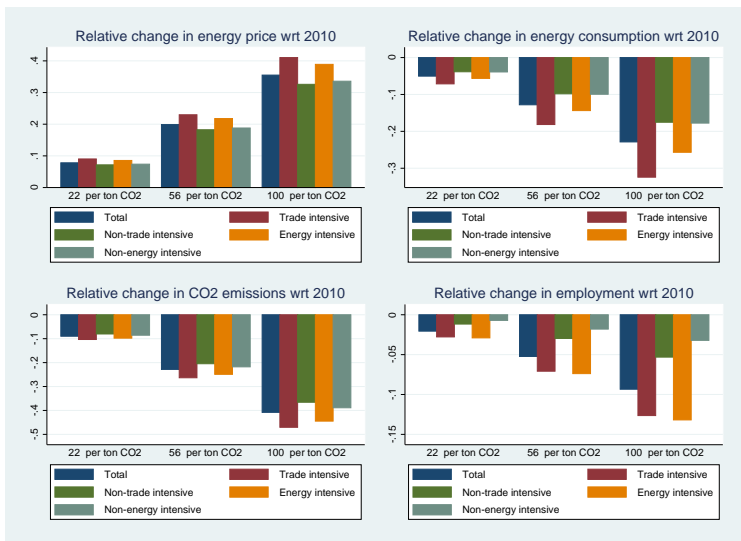 Relative change in energy price wrt 2010
.4
.3
.2
.1
0
22 per ton CO2
56 per ton CO2
100 per ton CO2
Total
Trade intensive
Non-trade intensive
Energy intensive
Non-energy intensive
Relative change in energy consumption wrt 2010
0
-.1
-.2
-.3
22 per ton CO2
56 per ton CO2
100 per ton CO2
Total
Trade intensive
Non-trade intensive
Energy intensive
Non-energy intensive
Relative change in CO2 emissions wrt 2010
0
-.1
-.2
-.3
-.4
-.5
22 per ton CO2
56 per ton CO2
100 per ton CO2
Total
Trade intensive
Non-trade intensive
Energy intensive
Non-energy intensive
Relative change in employment wrt 2010
0
-.05
-.1
-.15
22 per ton CO2
56 per ton CO2
100 per ton CO2
Total
Trade intensive
Non-trade intensive
Energy intensive
Non-energy intensive